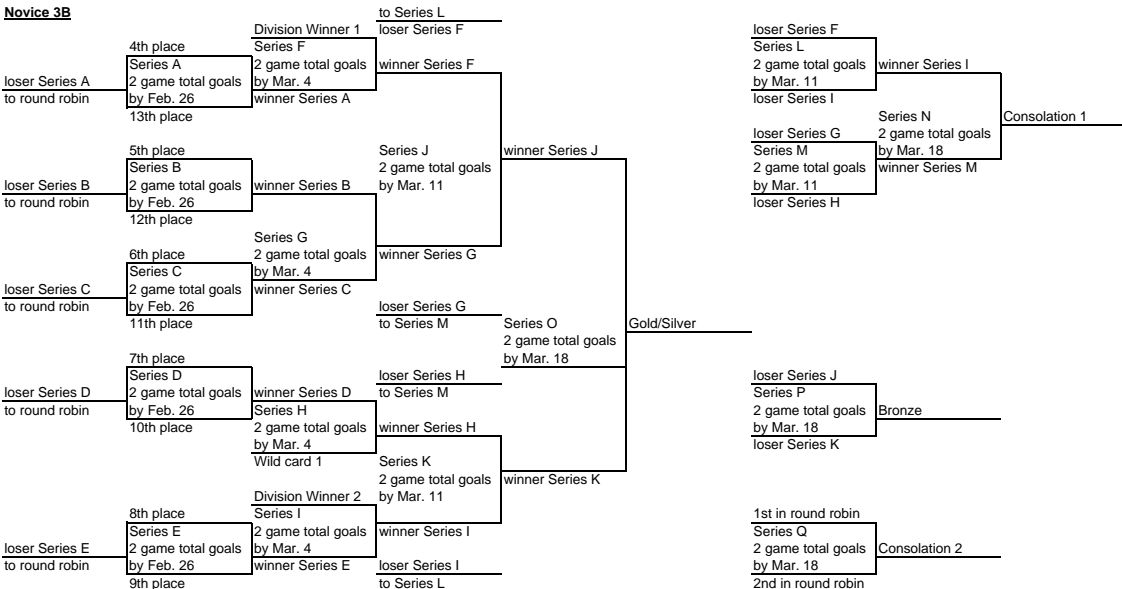 Novice 3B
to Series L
Division Winner 1
loser Series F
4th place
Series F
Series A
2 game total goals
winner Series F
loser Series A
2 game total goals
by Mar. 4
to round robin
by Feb. 26
winner Series A
13th place
5th place
Series J
winner Series J
Series B
2 game total goals
loser Series B
2 game total goals
winner Series B
by Mar. 11
to round robin
by Feb. 26
12th place
Series G
6th place
2 game total goals
winner Series G
Series C
by Mar. 4
loser Series C
2 game total goals
winner Series C
to round robin
by Feb. 26
loser Series G
11th place
to Series M
Series O
Gold/Silver
2 game total goals
7th place
by Mar. 18
Series D
loser Series H
loser Series D
2 game total goals
winner Series D
to Series M
to round robin
by Feb. 26
Series H
10th place
2 game total goals
winner Series H
by Mar. 4
Wild card 1
Series K
2 game total goals
winner Series K
Division Winner 2
by Mar. 11
8th place
Series I
Series E
2 game total goals
winner Series I
loser Series E
2 game total goals
by Mar. 4
to round robin
by Feb. 26
winner Series E
loser Series I
9th place
to Series L
loser Series F
Series L
2 game total goals
winner Series l
by Mar. 11
loser Series I
Series N
Consolation 1
loser Series G
2 game total goals
Series M
by Mar. 18
2 game total goals
winner Series M
by Mar. 11
loser Series H
loser Series J
Series P
2 game total goals
Bronze
by Mar. 18
loser Series K
1st in round robin
Series Q
2 game total goals
Consolation 2
by Mar. 18
2nd in round robin